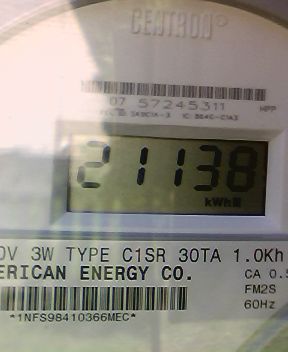 CENTRON®
07 57245311 HPP
21138
kWh
0V 3W TYPE C1SR 30TA 1.0Kh
ERICAN ENERGY CO. CA 0.5
FM2S
*1NFS98410366MEC* 60Hz